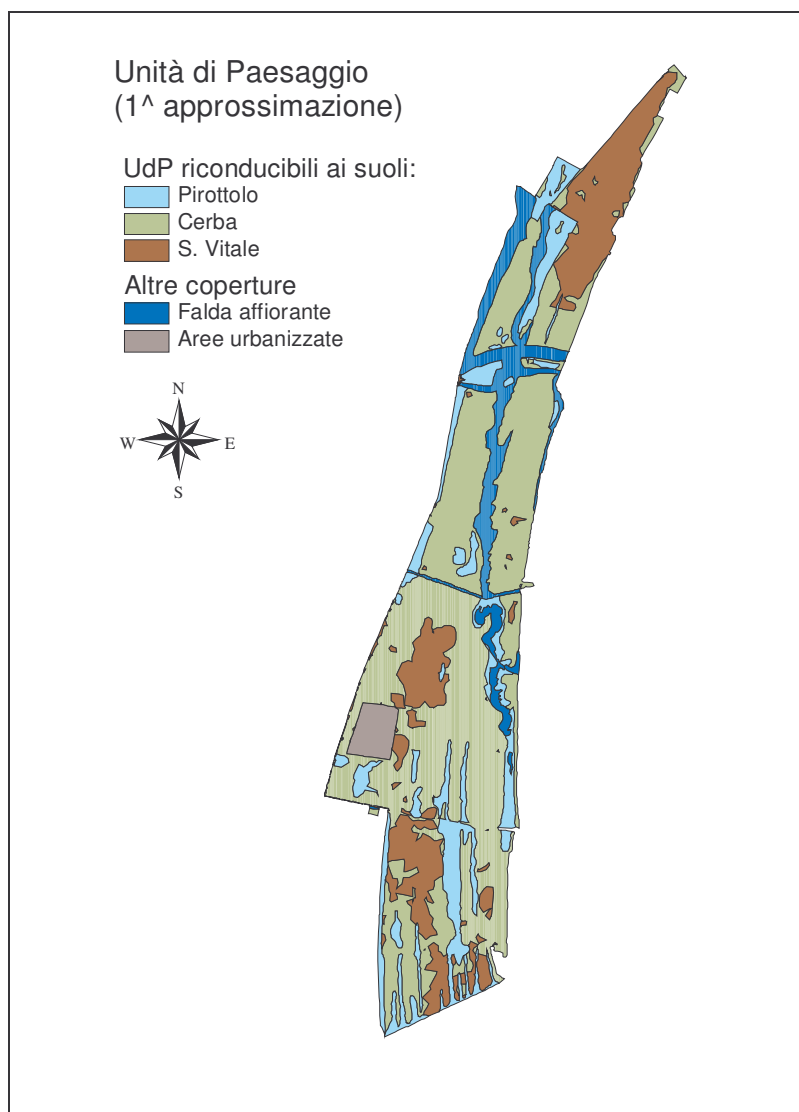 Unità di Paesaggio
(1^ approssimazione)
UdP riconducibili ai suoli:
Pirottolo
Cerba
S. Vitale
Altre coperture
Falda affiorante
Aree urbanizzate
N
W E
S